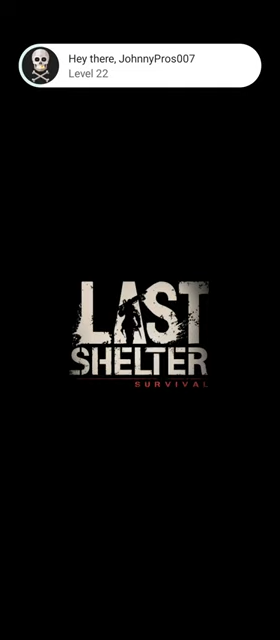 Hey there, JohnnyPros007
Level 22
LAST
SHELTER
SURVIVAL